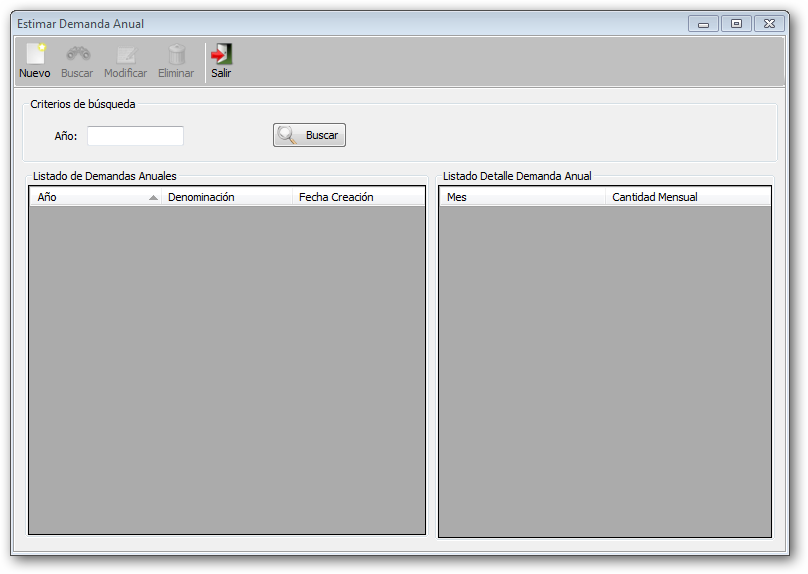 Estimar Demanda Anual
Nuevo Buscar Modificar Eliminar Salir
Criterios de búsqueda
Año: Buscar
Listado de Demandas Anuales
Año Denominación Fecha Creación
Listado Detalle Demanda Anual
Mes Cantidad Mensual